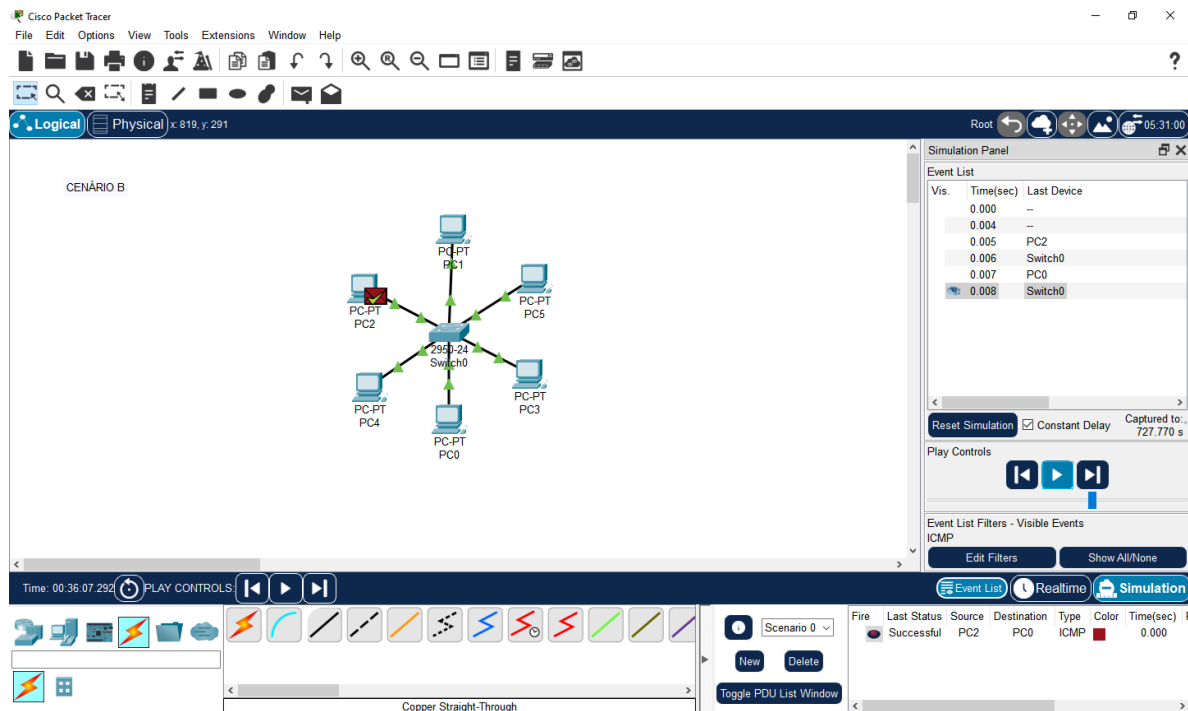 Cisco Packet Tracer
File Edit Options View Tools Extensions Window Help
?
Logical Physical x: 819, y: 291 Root 05:31:00
CENÁRIO B
PC-PT
PC1
PC-PT
PC5
PC-PT
PC2
2950-24
Switch0
PC-PT
PC3
PC-PT
PC4
PC-PT
PC0
Simulation Panel
Event List
Vis. Time(sec) Last Device
0.000 --
0.004 --
0.005 PC2
0.006 Switch0
0.007 PC0
0.008 Switch0
Reset Simulation Constant Delay Captured to:
727.770 s
Play Controls
Event List Filters - Visible Events
ICMP
Edit Filters Show All/None
Time: 00:36:07.292 PLAY CONTROLS: Event List Realtime Simulation
Copper Straight-Through
Scenario 0
New Delete
Toggle PDU List Window
Fire Last Status Source Destination Type Color Time(sec)
Successful PC2 PC0 ICMP 0.000